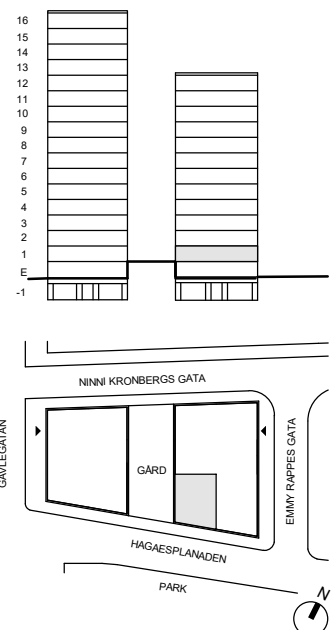 16
15
14
13
12
11
10
9
8
7
6
5
4
3
2
1
E
-1
NINNI KRONBERGS GATA
GÄVLEGATAN
GÅRD
EMMY RAPPES GATA
HAGAESPLANADEN
PARK
N